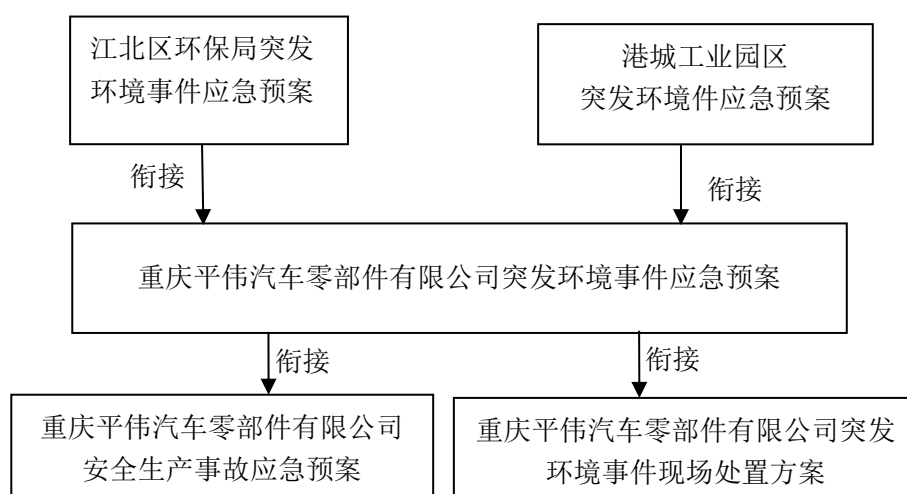 江北区环保局突发
环境事件应急预案
港城工业园区
突发环境件应急预案
衔接
衔接
重庆平伟汽车零部件有限公司突发环境事件应急预案
衔接
衔接
重庆平伟汽车零部件有限公司
安全生产事故应急预案
重庆平伟汽车零部件有限公司突发
环境事件现场处置方案